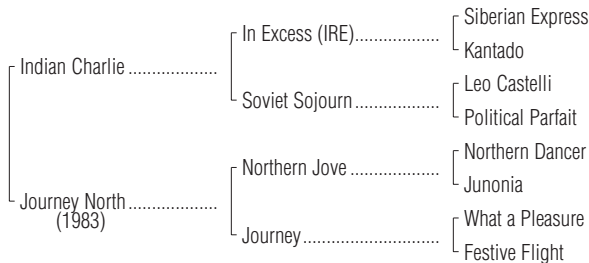 Siberian Express
In Excess (IRE)
Kantado
Indian Charlie
Leo Castelli
Soviet Sojourn
Political Parfait
Northern Dancer
Northern Jove
Junonia
Journey North
(1983)
What a Pleasure
Journey
Festive Flight